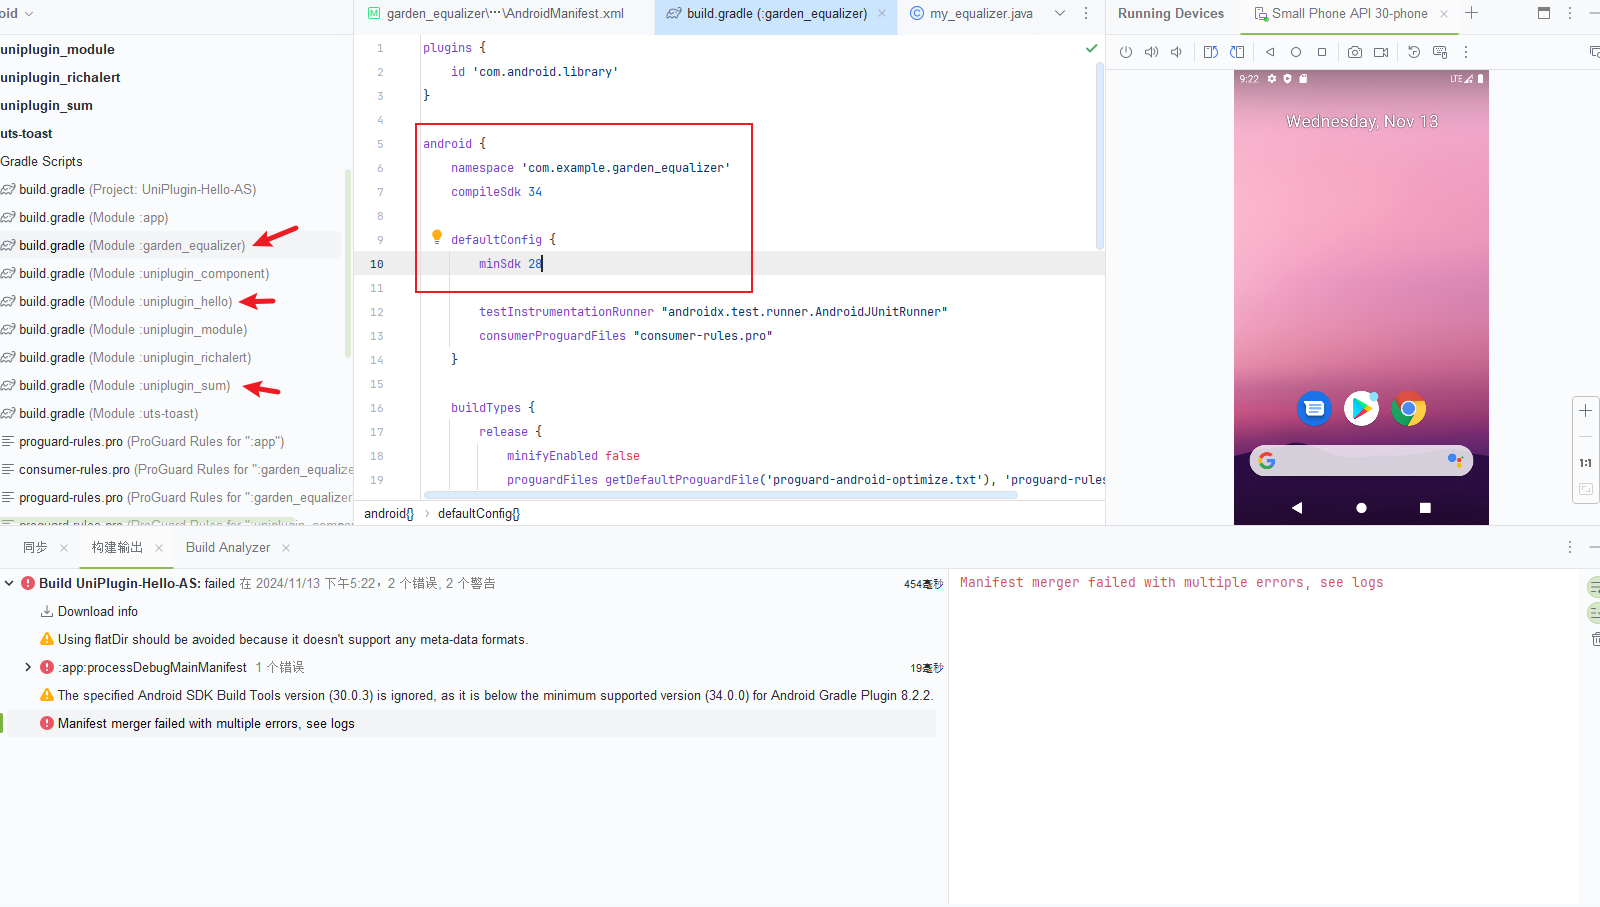 oid
garden_equalizer\···\AndroidManifest.xml
build.gradle (:garden_equalizer)
my_equalizer.java
Running Devices
Small Phone API 30-phone
uniplugin_module
uniplugin_richalert
uniplugin_sum
uts-toast
Gradle Scripts
build.gradle (Project: UniPlugin-Hello-AS)
build.gradle (Module :app)
build.gradle (Module :garden_equalizer)
build.gradle (Module :uniplugin_component)
build.gradle (Module :uniplugin_hello)
build.gradle (Module :uniplugin_module)
build.gradle (Module :uniplugin_richalert)
build.gradle (Module :uniplugin_sum)
build.gradle (Module :uts-toast)
proguard-rules.pro (ProGuard Rules for ":app")
consumer-rules.pro (ProGuard Rules for ":garden_equalize
proguard-rules.pro (ProGuard Rules for ":garden_equalizer
proguard-rules.pro (ProGuard Rules for ":uniplugin_compo
1 plugins {
2 id 'com.android.library'
3 }
4
5 android {
6 namespace 'com.example.garden_equalizer'
7 compileSdk 34
8
9 defaultConfig {
10 minSdk 28
11
12 testInstrumentationRunner "androidx.test.runner.AndroidJUnitRunner"
13 consumerProguardFiles "consumer-rules.pro"
14 }
15
16 buildTypes {
17 release {
18 minifyEnabled false
19 proguardFiles getDefaultProguardFile('proguard-android-optimize.txt'), 'proguard-rules
android{} › defaultConfig{}
9:22
LTE
Wednesday, Nov 13
1:1
同步
构建输出
Build Analyzer
Build UniPlugin-Hello-AS: failed 在 2024/11/13 下午5:22，2 个错误, 2 个警告
454毫秒
Download info
Using flatDir should be avoided because it doesn't support any meta-data formats.
:app:processDebugMainManifest 1 个错误
19毫秒
The specified Android SDK Build Tools version (30.0.3) is ignored, as it is below the minimum supported version (34.0.0) for Android Gradle Plugin 8.2.2.
Manifest merger failed with multiple errors, see logs
Manifest merger failed with multiple errors, see logs